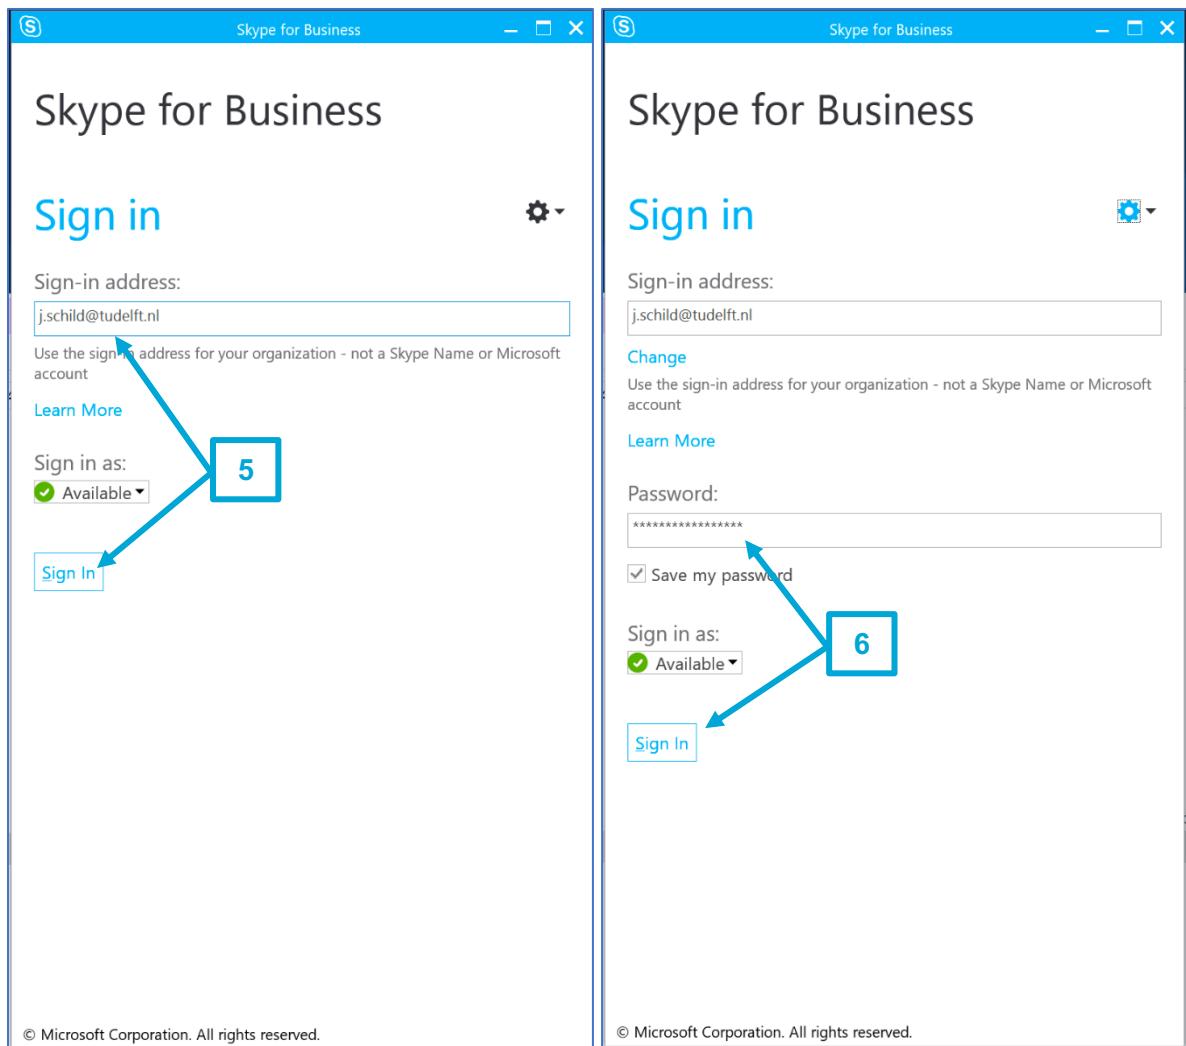 Skype for Business
Skype for Business
Sign in
Sign-in address:
j.schild@tudelft.nl
Use the sign-in address for your organization - not a Skype Name or Microsoft
account
Learn More
Sign in as:
5
Available
Sign In
© Microsoft Corporation. All rights reserved.
Skype for Business
Skype for Business
Sign in
Sign-in address:
j.schild@tudelft.nl
Change
Use the sign-in address for your organization - not a Skype Name or Microsoft
account
Learn More
Password:
*****************
Save my password
Sign in as:
6
Available
Sign In
© Microsoft Corporation. All rights reserved.